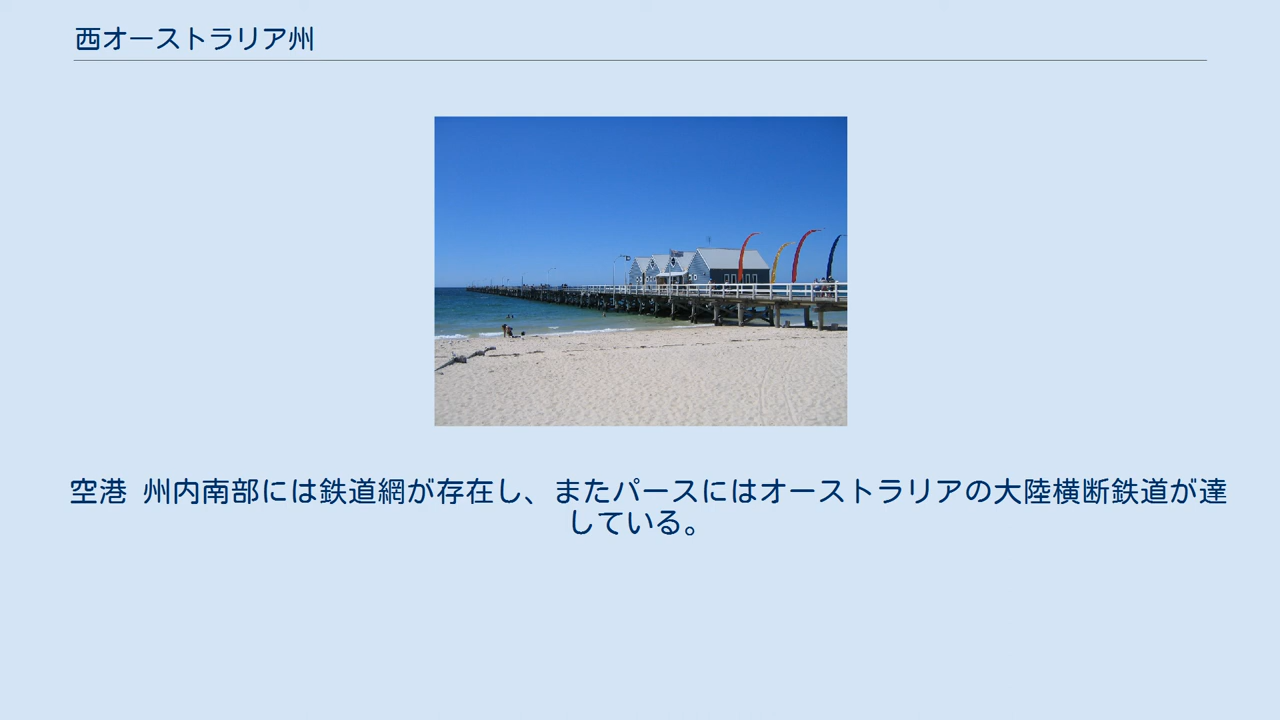 西オーストラリア州
空港 州内南部には鉄道網が存在し、またパースにはオーストラリアの大陸横断鉄道が達
している。